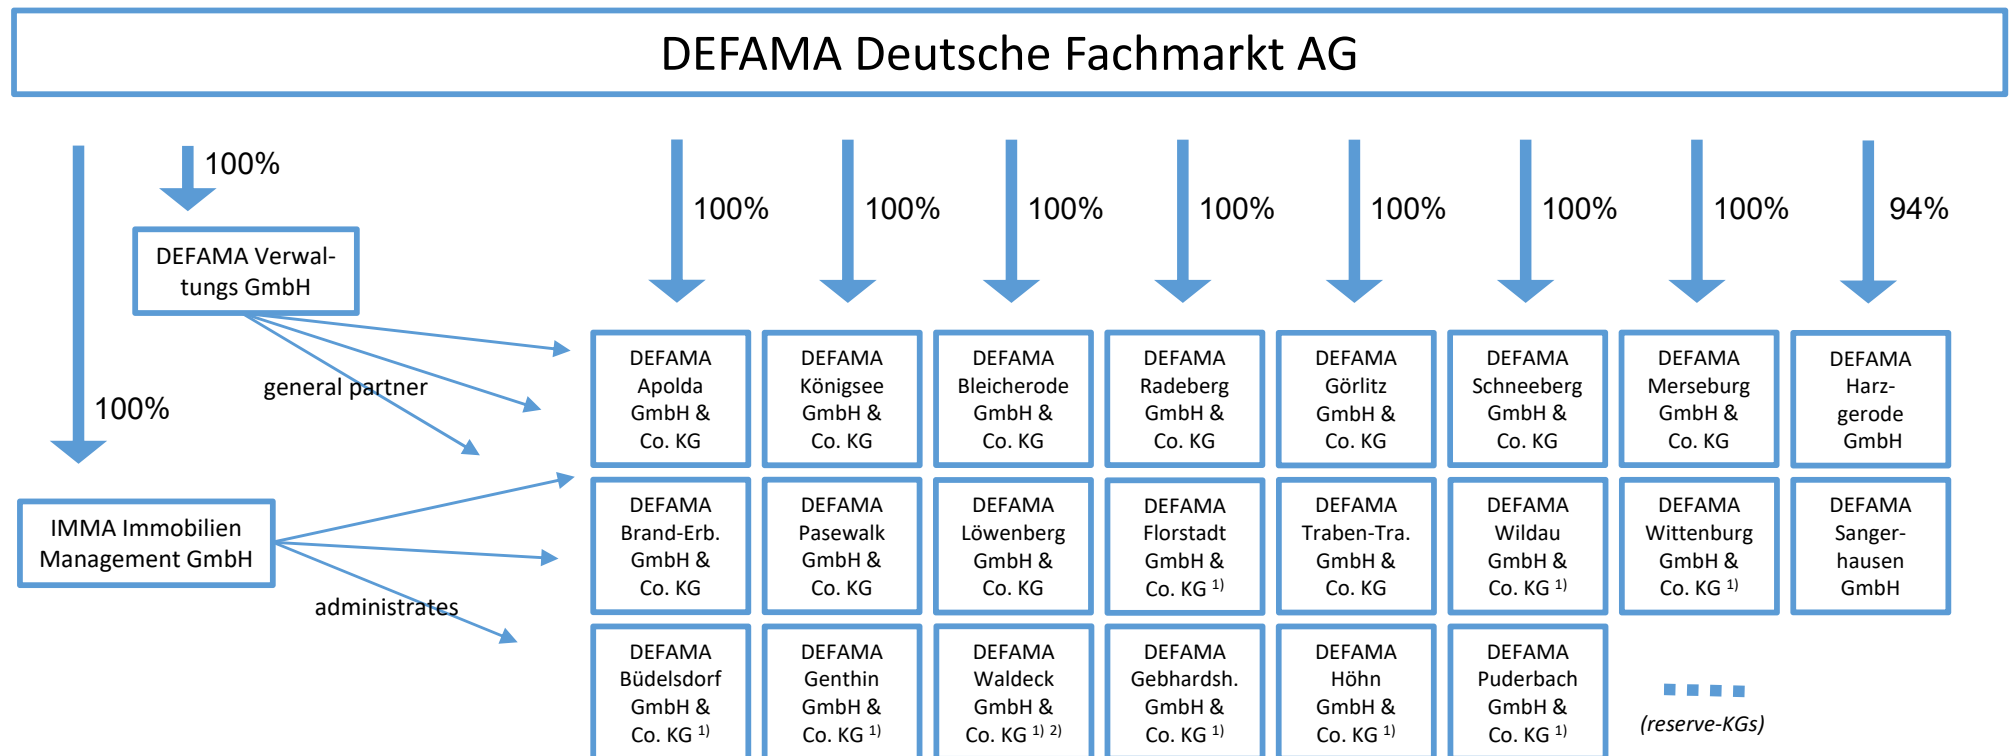 DEFAMA Deutsche Fachmarkt AG
100%
100%
100%
100%
100%
100%
100%
100%
100%
94%
DEFAMA Verwal-
tungs GmbH
general partner
IMMA Immobilien
Management GmbH
administrates
DEFAMA
Apolda
GmbH &
Co. KG
DEFAMA
Königsee
GmbH &
Co. KG
DEFAMA
Bleicherode
GmbH &
Co. KG
DEFAMA
Radeberg
GmbH &
Co. KG
DEFAMA
Görlitz
GmbH &
Co. KG
DEFAMA
Schneeberg
GmbH &
Co. KG
DEFAMA
Merseburg
GmbH &
Co. KG
DEFAMA
Harz-
gerode
GmbH
DEFAMA
Brand-Erb.
GmbH &
Co. KG
DEFAMA
Pasewalk
GmbH &
Co. KG
DEFAMA
Löwenberg
GmbH &
Co. KG
DEFAMA
Florstadt
GmbH &
Co. KG 1)
DEFAMA
Traben-Tra.
GmbH &
Co. KG
DEFAMA
Wildau
GmbH &
Co. KG 1)
DEFAMA
Wittenburg
GmbH &
Co. KG 1)
DEFAMA
Sanger-
hausen
GmbH
DEFAMA
Büdelsdorf
GmbH &
Co. KG 1)
DEFAMA
Genthin
GmbH &
Co. KG 1)
DEFAMA
Waldeck
GmbH &
Co. KG 1) 2)
DEFAMA
Gebhardsh.
GmbH &
Co. KG 1)
DEFAMA
Höhn
GmbH &
Co. KG 1)
DEFAMA
Puderbach
GmbH &
Co. KG 1)
(reserve-KGs)